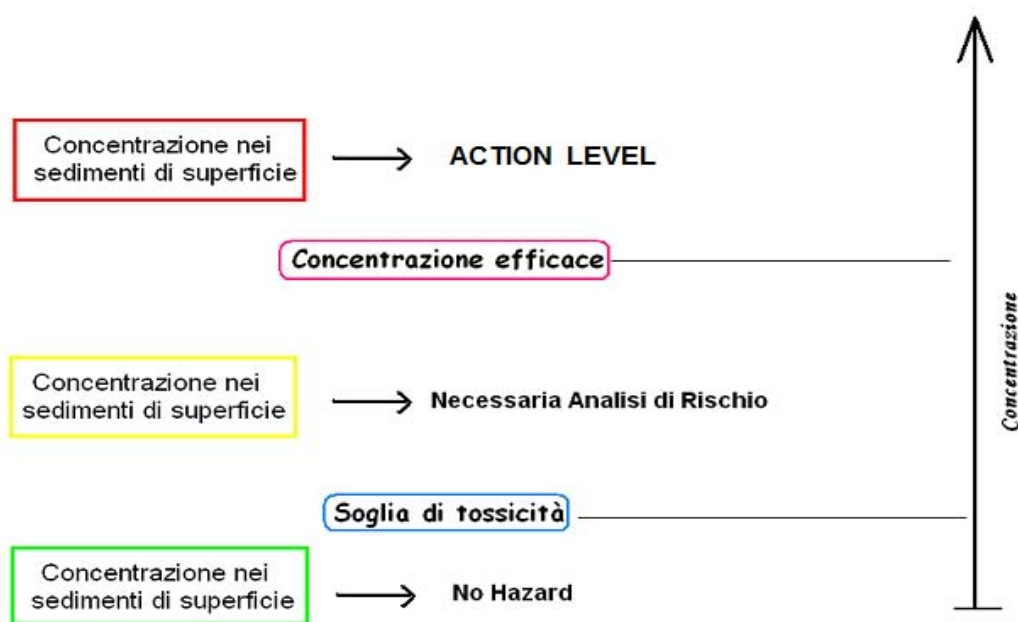 Concentrazione nei
sedimenti di superficie
ACTION LEVEL
Concentrazione efficace
Concentrazione
Concentrazione nei
sedimenti di superficie
Necessaria Analisi di Rischio
Soglia di tossicità
Concentrazione nei
sedimenti di superficie
No Hazard